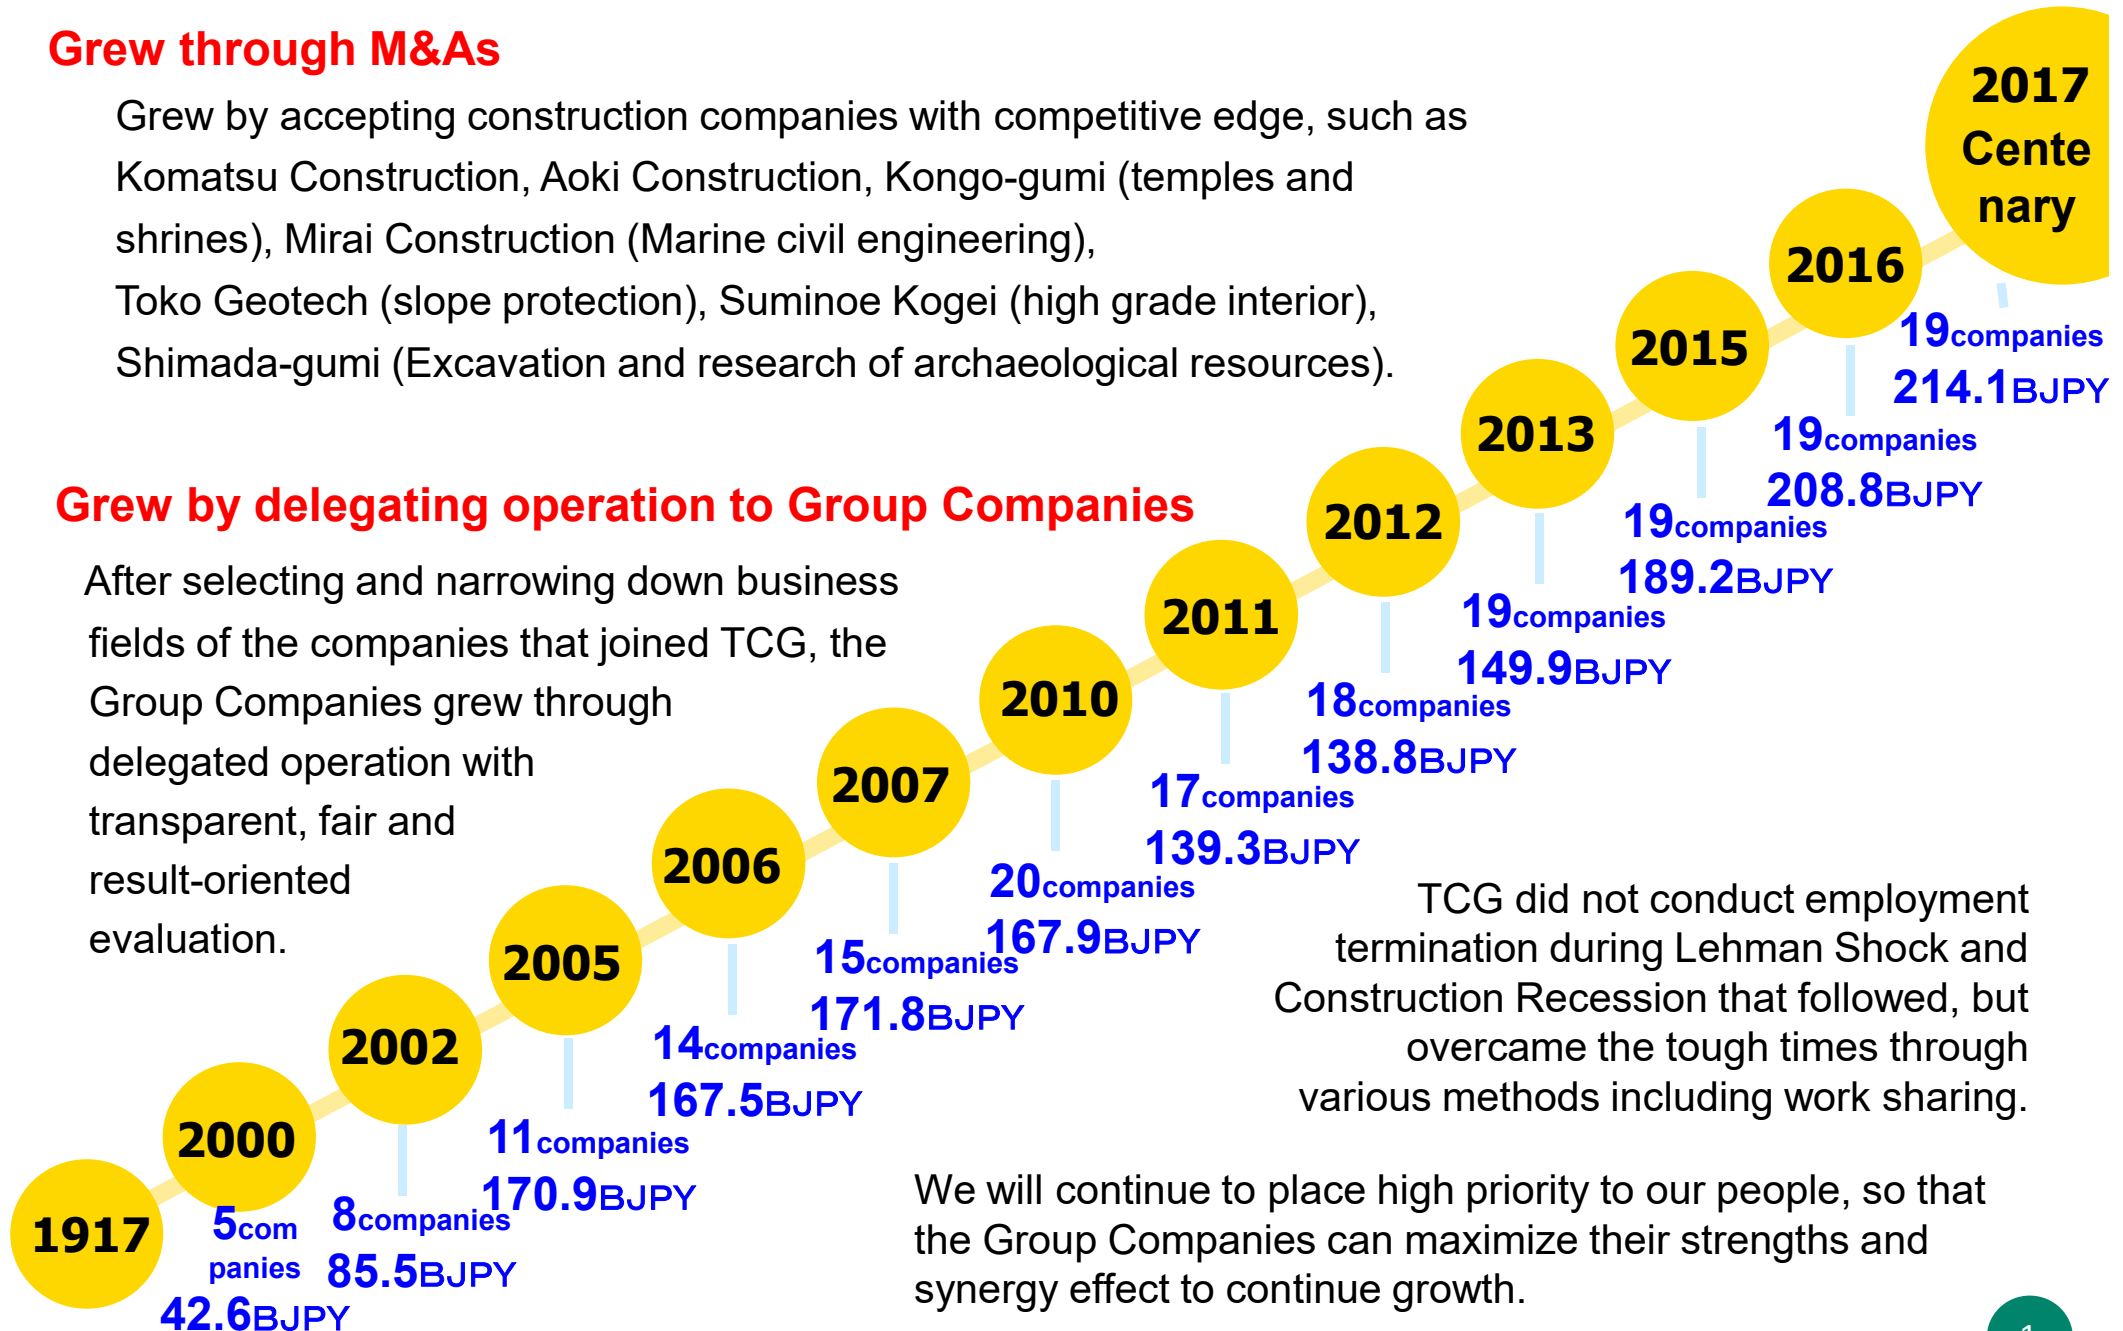 Grew through M&As
Grew by accepting construction companies with competitive edge, such as
Komatsu Construction, Aoki Construction, Kongo-gumi (temples and
shrines), Mirai Construction (Marine civil engineering),
Toko Geotech (slope protection), Suminoe Kogei (high grade interior),
Shimada-gumi (Excavation and research of archaeological resources).
Grew by delegating operation to Group Companies
After selecting and narrowing down business
fields of the companies that joined TCG, the
Group Companies grew through
delegated operation with
transparent, fair and
result-oriented
evaluation.
1917
2000
5com
panies
42.6BJPY
2002
8companies
85.5BJPY
2005
11companies
170.9BJPY
2006
14companies
167.5BJPY
2007
15companies
171.8BJPY
2010
20companies
167.9BJPY
2011
17companies
139.3BJPY
2012
18companies
138.8BJPY
2013
19companies
149.9BJPY
2015
19companies
189.2BJPY
2016
19companies
208.8BJPY
2017
Cente
nary
19companies
214.1BJPY
TCG did not conduct employment
termination during Lehman Shock and
Construction Recession that followed, but
overcame the tough times through
various methods including work sharing.
We will continue to place high priority to our people, so that
the Group Companies can maximize their strengths and
synergy effect to continue growth.